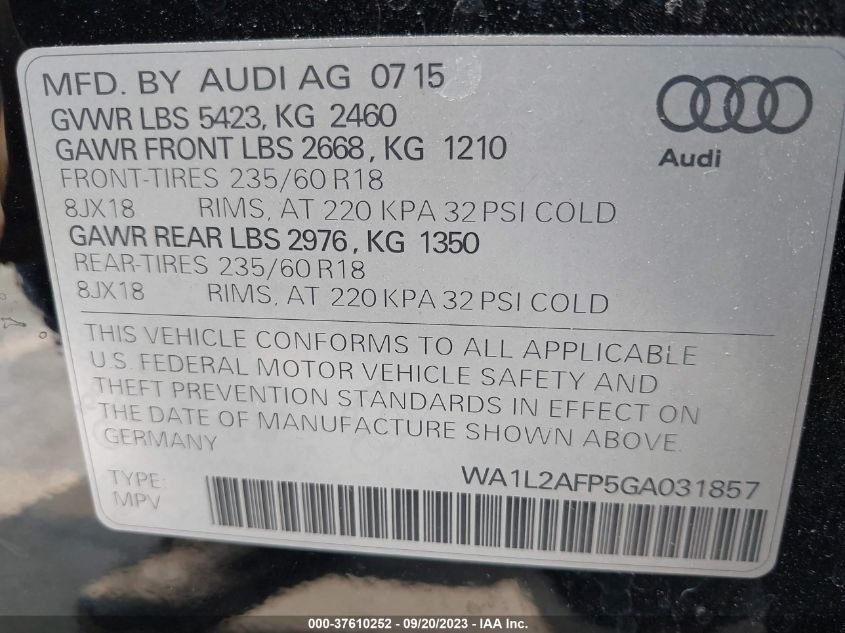 MFD. BY AUDI AG 07 15
GVWR LBS 5423, KG 2460
GAWR FRONT LBS 2668, KG 1210
FRONT-TIRES 235/60 R18
8JX18 RIMS, AT 220 KPA 32 PSI COLD
GAWR REAR LBS 2976, KG 1350
REAR-TIRES 235/60 R18
8JX18 RIMS, AT 220 KPA 32 PSI COLD
Audi
THIS VEHICLE CONFORMS TO ALL APPLICABLE
U.S. FEDERAL MOTOR VEHICLE SAFETY AND
THEFT PREVENTION STANDARDS IN EFFECT ON
THE DATE OF MANUFACTURE SHOWN ABOVE.
GERMANY
TYPE: WA1L2AFP5GA031857
MPV
000-37610252 - 09/20/2023 - IAA Inc.